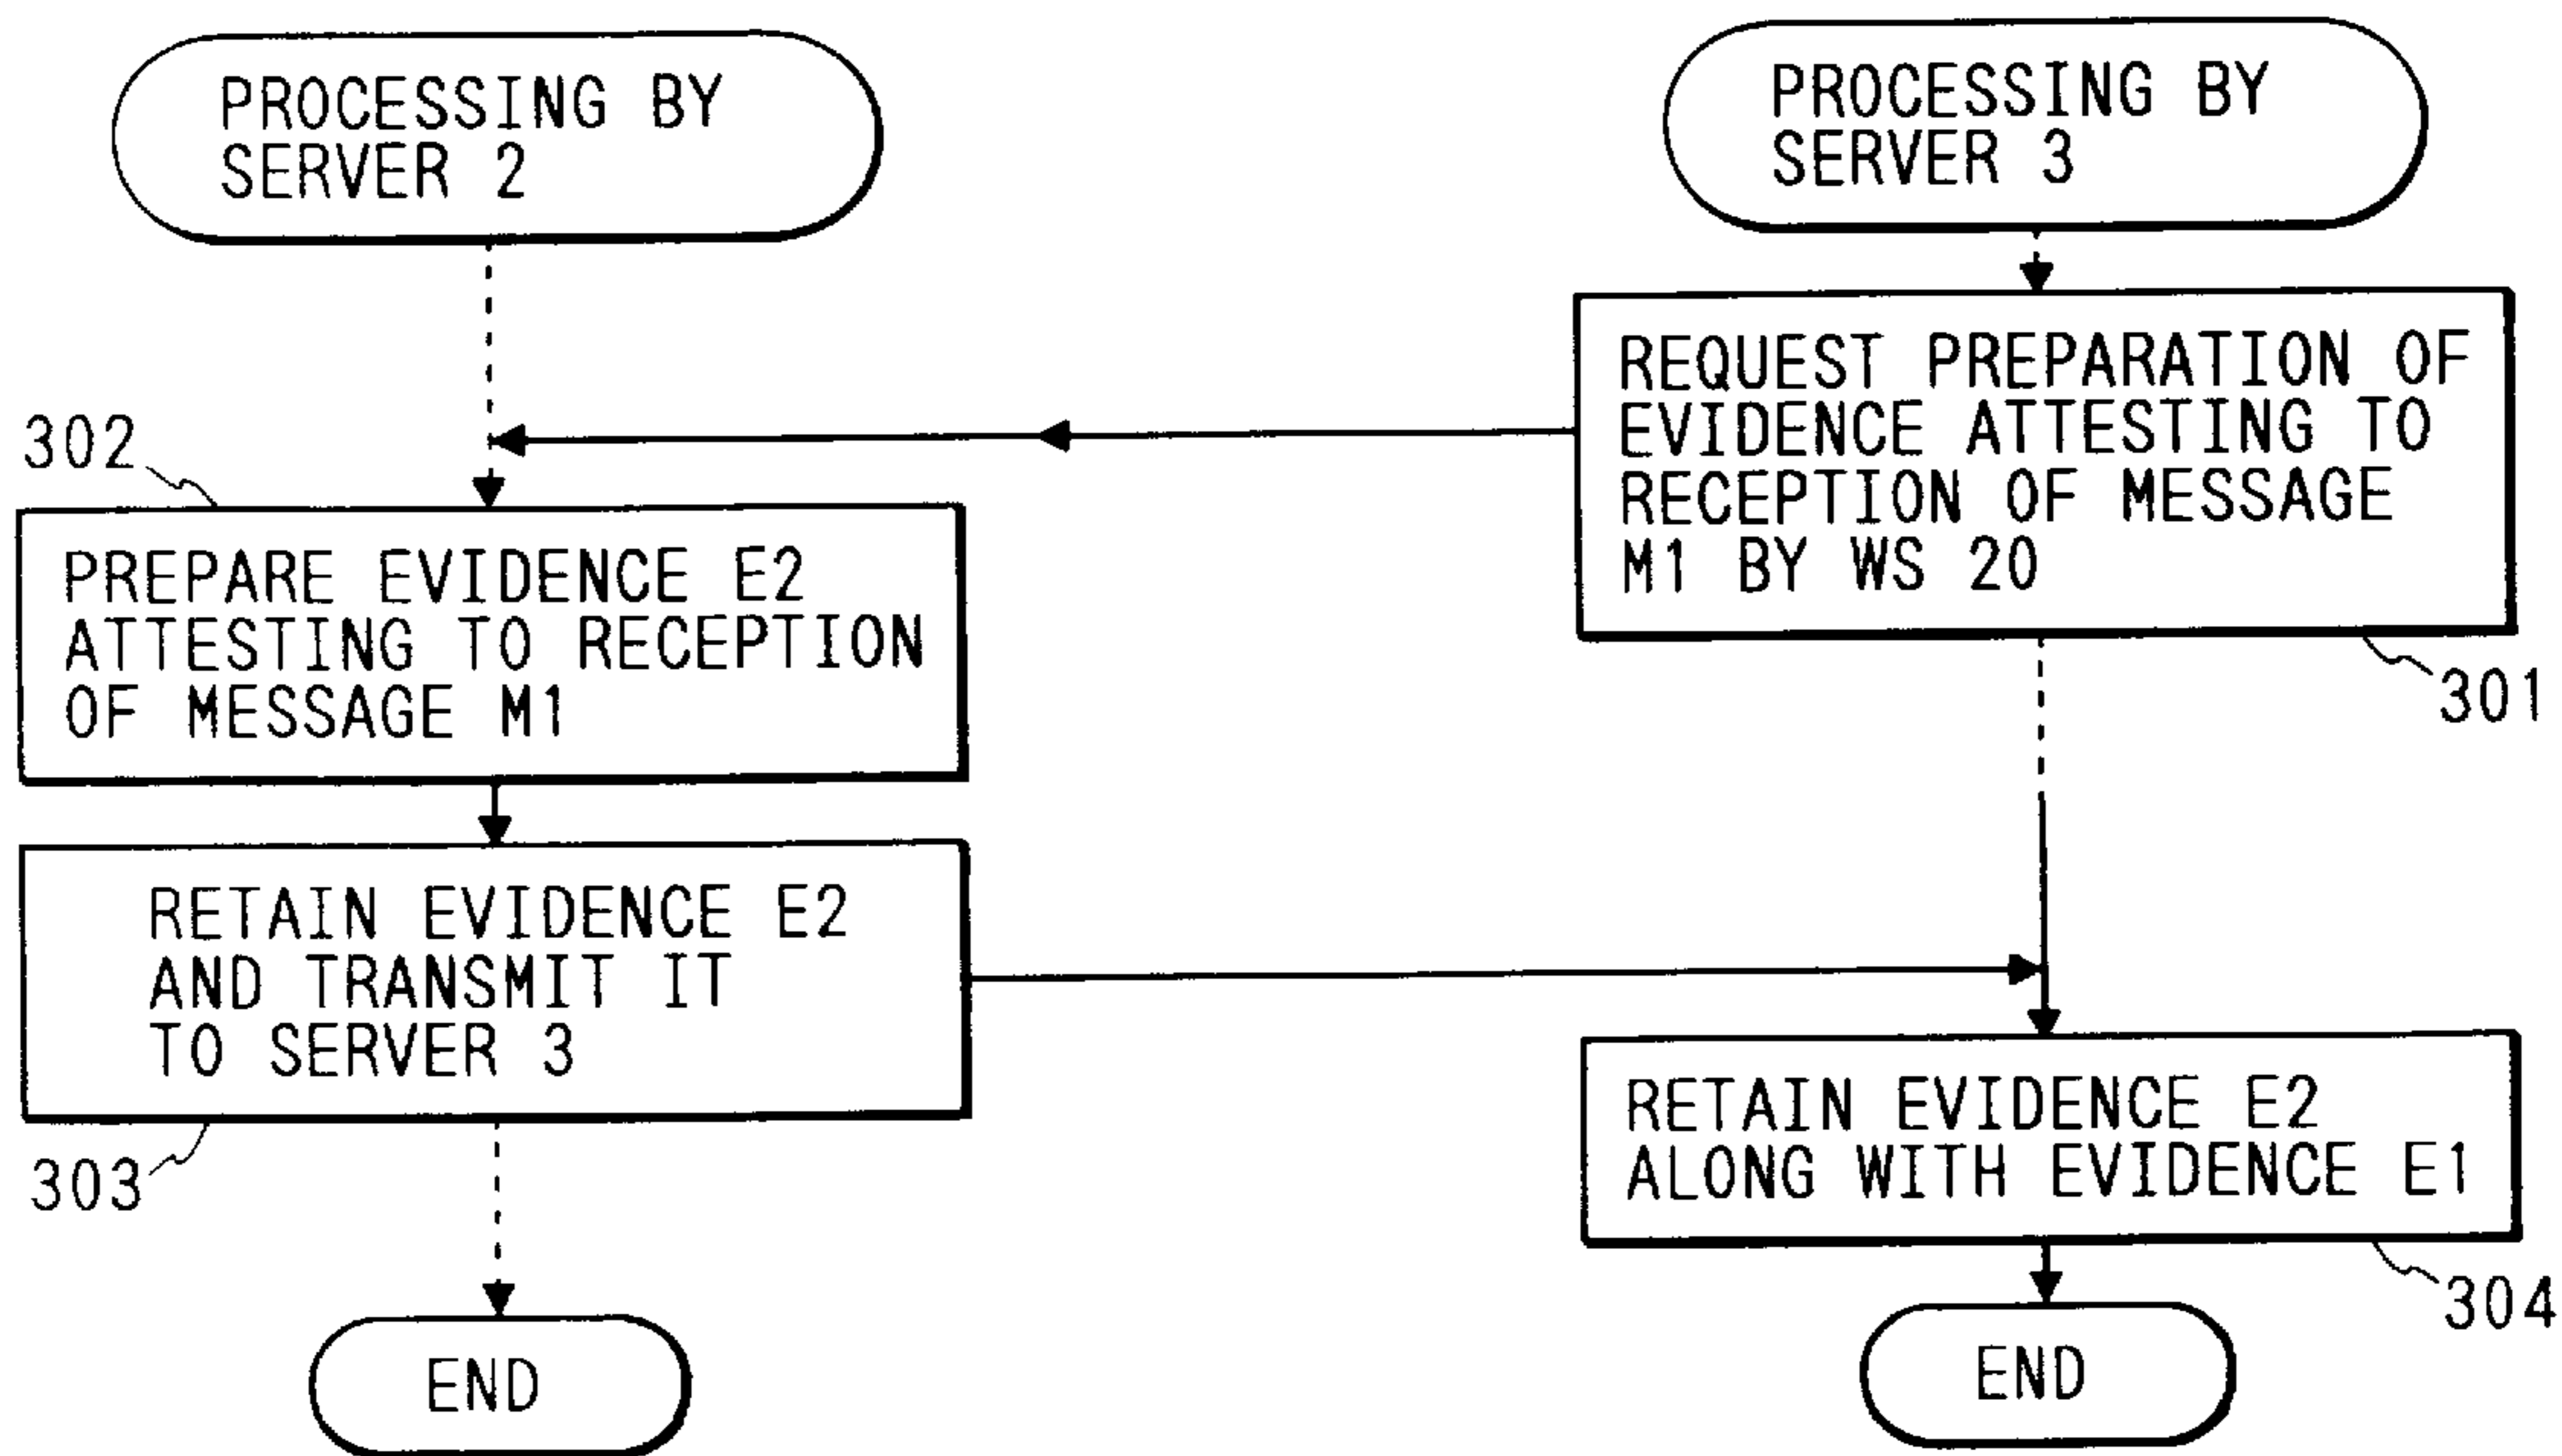 PROCESSING BY
SERVER 2
PROCESSING BY
SERVER 3
REQUEST PREPARATION OF
EVIDENCE ATTESTING TO
RECEPTION OF MESSAGE
M1 BY WS 20
301
302
PREPARE EVIDENCE E2
ATTESTING TO RECEPTION
OF MESSAGE M1
RETAIN EVIDENCE E2
AND TRANSMIT IT
TO SERVER 3
303
RETAIN EVIDENCE E2
ALONG WITH EVIDENCE E1
304
END
END